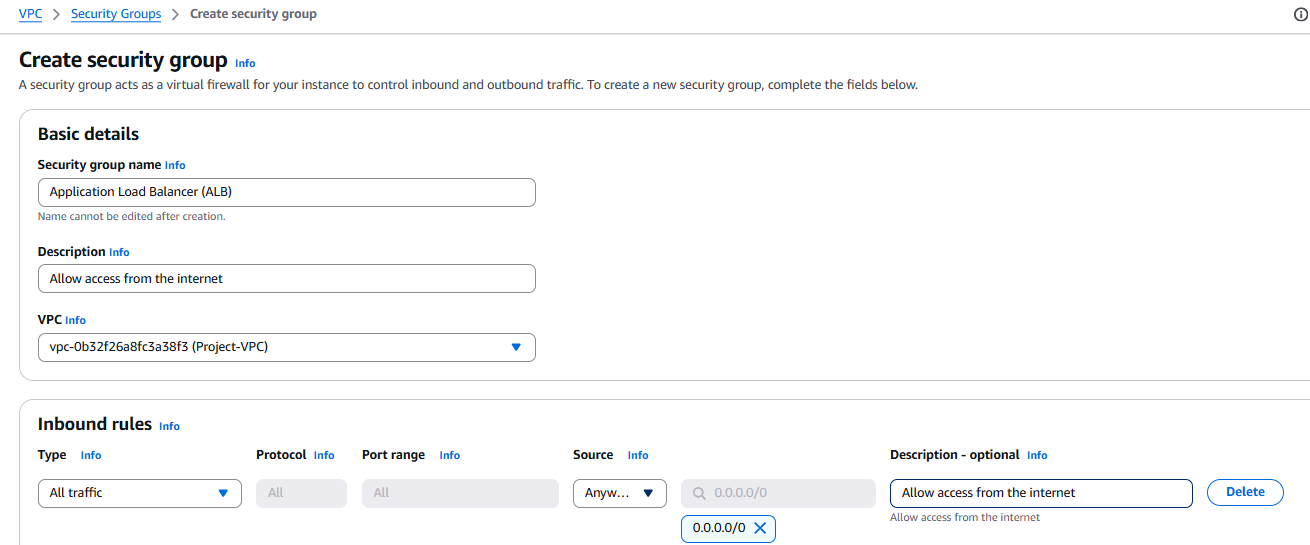 VPC > Security Groups > Create security group
Create security group Info
A security group acts as a virtual firewall for your instance to control inbound and outbound traffic. To create a new security group, complete the fields below.
Basic details
Security group name Info
Application Load Balancer (ALB)
Name cannot be edited after creation.
Description Info
Allow access from the internet
VPC Info
vpc-0b32f26a8fc3a38f3 (Project-VPC)
Inbound rules Info
Type Info Protocol Info Port range Info Source Info Description - optional Info
All traffic All All Anyw... 0.0.0.0/0 Allow access from the internet Delete
Allow access from the internet
0.0.0.0/0